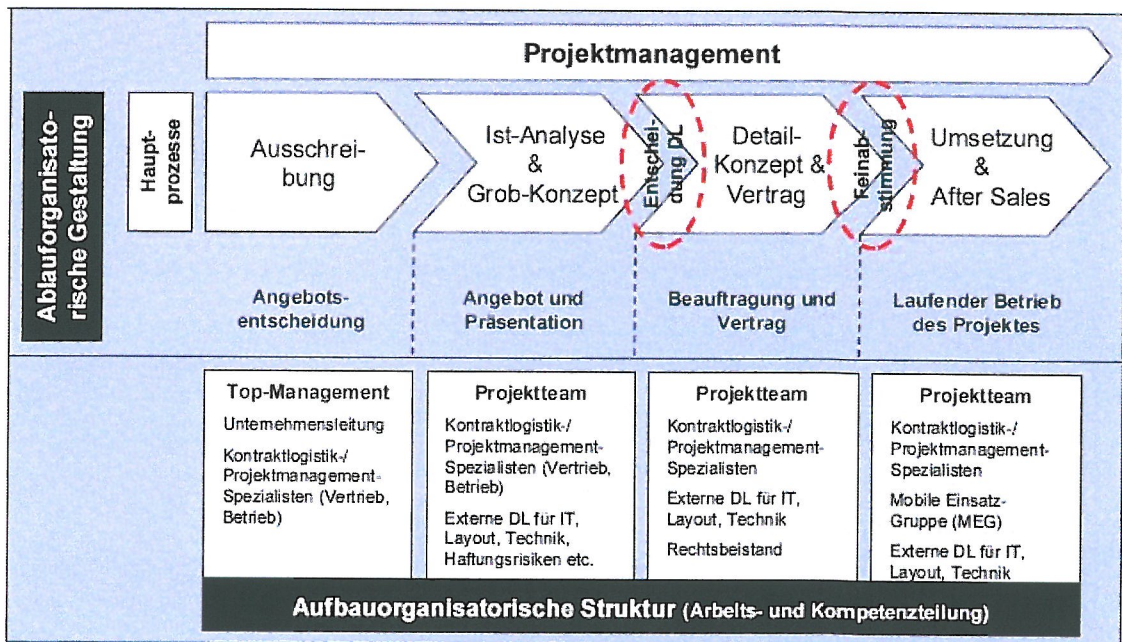 Projektmanagement
Ablauforganisato-
rische Gestaltung
Haupt-
prozesse
Ausschrei-
bung
Ist-Analyse
&
Grob-Konzept
Entschei-
dung DL
Detail-
Konzept &
Vertrag
Feinab-
stimmung
Umsetzung
&
After Sales
Angebots-
entscheidung
Angebot und
Präsentation
Beauftragung und
Vertrag
Laufender Betrieb
des Projektes
Top-Management
Unternehmensleitung
Kontraktlogistik-/
Projektmanagement-
Spezialisten (Vertrieb,
Betrieb)
Projektteam
Kontraktlogistik-/
Projektmanagement-
Spezialisten (Vertrieb,
Betrieb)
Externe DL für IT,
Layout, Technik,
Haftungsrisiken etc.
Projektteam
Kontraktlogistik-/
Projektmanagement-
Spezialisten
Externe DL für IT,
Layout, Technik
Rechtsbeistand
Projektteam
Kontraktlogistik-/
Projektmanagement-
Spezialisten
Mobile Einsatz-
Gruppe (MEG)
Externe DL für IT,
Layout, Technik
Aufbauorganisatorische Struktur (Arbeits- und Kompetenzteilung)